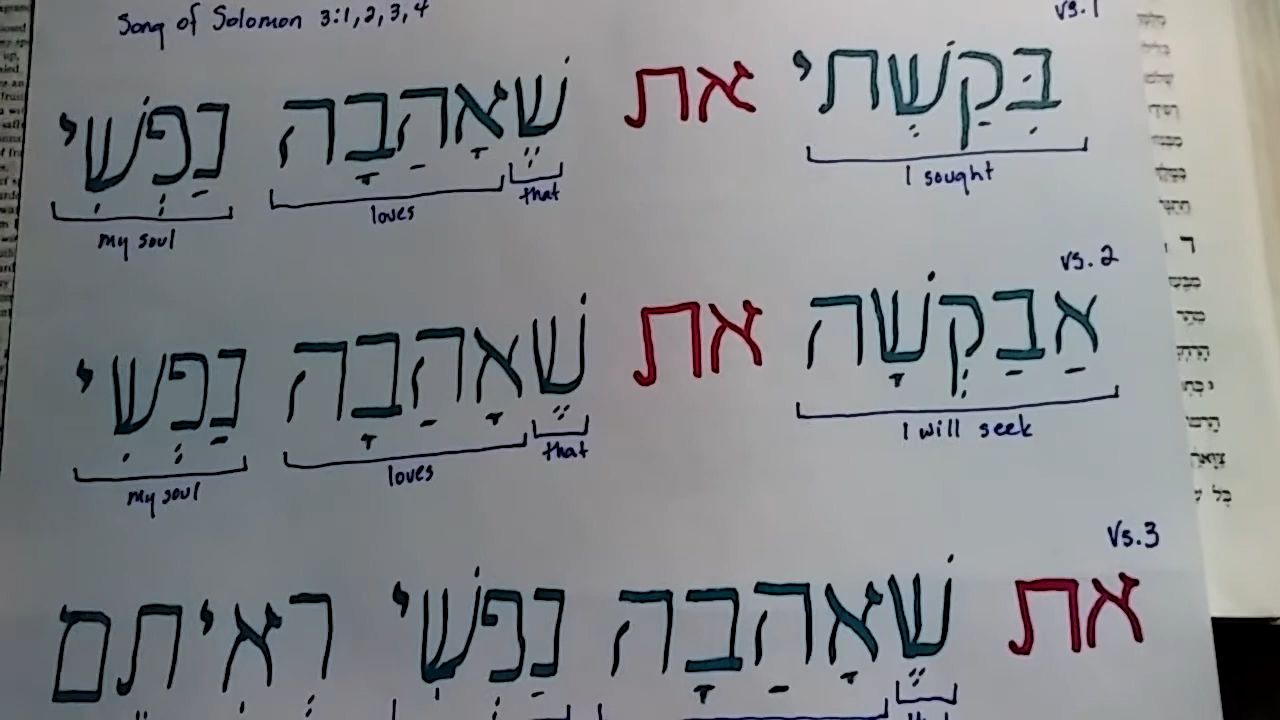 Song of Solomon 3:1,2,3,4
vs.1
בִּקַשְׁתי את שֶׁאָהַבָה נַפְשִׁי
I sought that loves my soul
vs.2
אַבַקְשָׁה את שֶׁאָהַבָה נַפְשִׁי
I will seek that loves my soul
vs.3
את שֶׁאָהַבָה נַפְשִׁי רְאִיתֶם